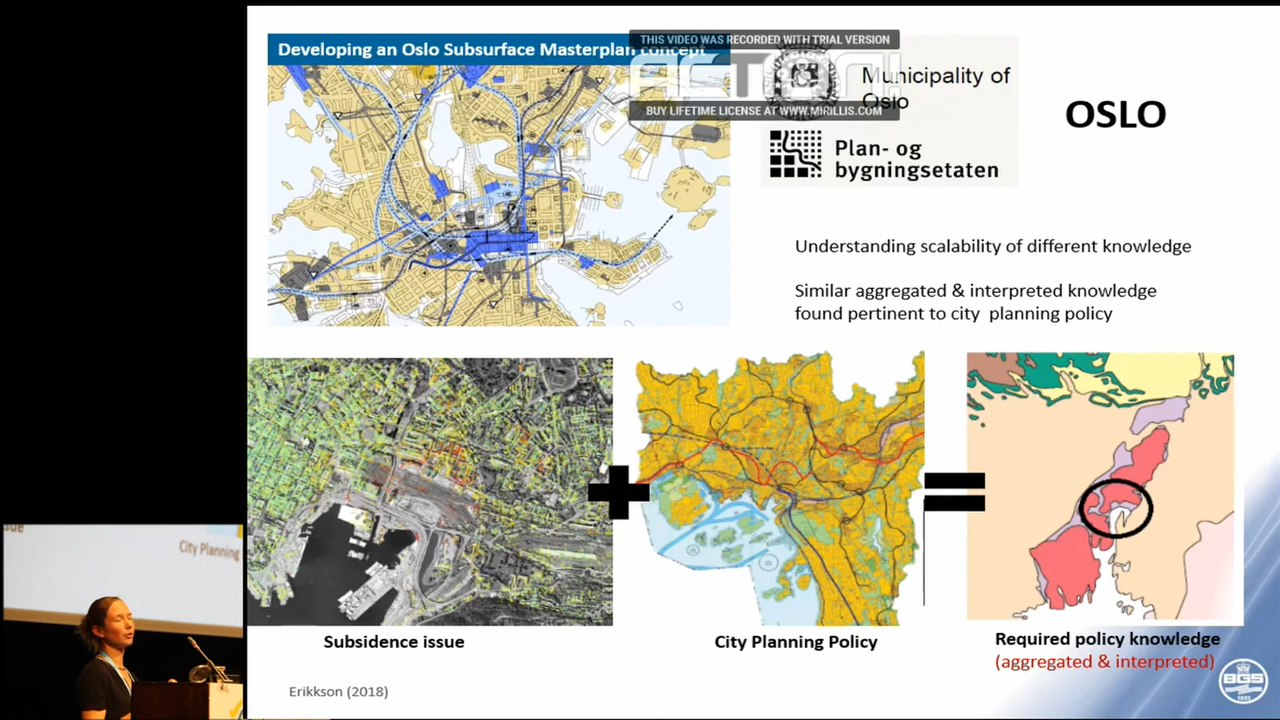 Developing an Oslo Subsurface Masterplan concept
THIS VIDEO WAS RECORDED WITH TRIAL VERSION
ACTION!
BUY LIFETIME LICENSE AT WWW.MIRILLIS.COM
Municipality of
Oslo
Plan- og
bygningsetaten
OSLO
Understanding scalability of different knowledge
Similar aggregated & interpreted knowledge
found pertinent to city planning policy
Subsidence issue
City Planning Policy
Required policy knowledge
(aggregated & interpreted)
Erikkson (2018)
BGS
City Planning